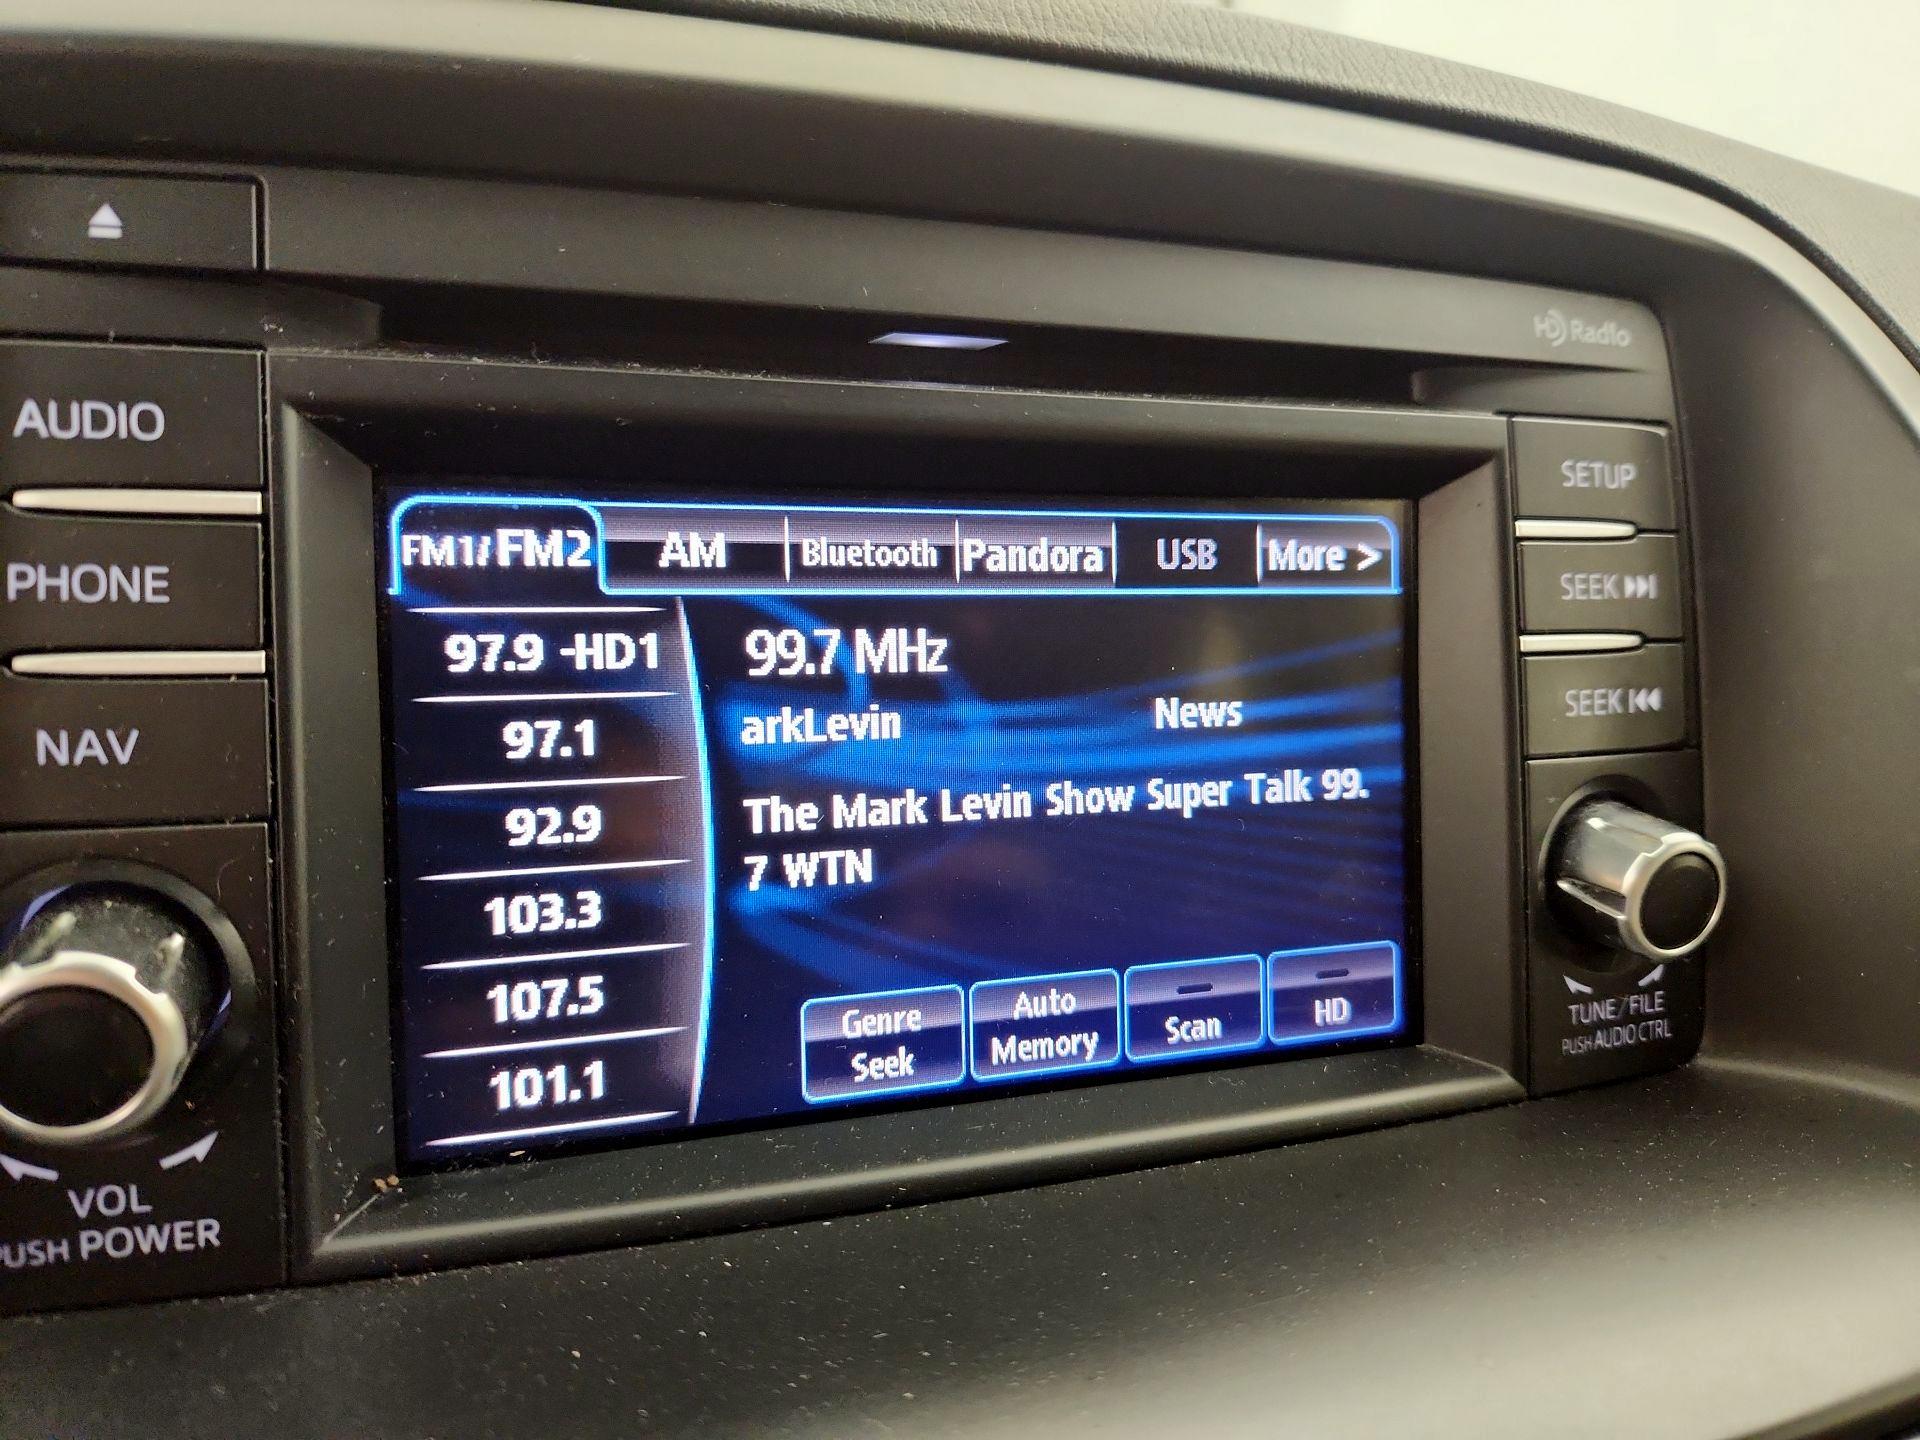 HD Radio
AUDIO
PHONE
NAV
VOL
PUSH POWER
FM1/FM2 AM Bluetooth Pandora USB More >
97.9 -HD1
97.1
92.9
103.3
107.5
101.1
99.7 MHz
arkLevin News
The Mark Levin Show Super Talk 99.
7 WTN
Genre
Seek
Auto
Memory
Scan
HD
SETUP
SEEK
SEEK
TUNE/FILE
PUSH AUDIO CTRL